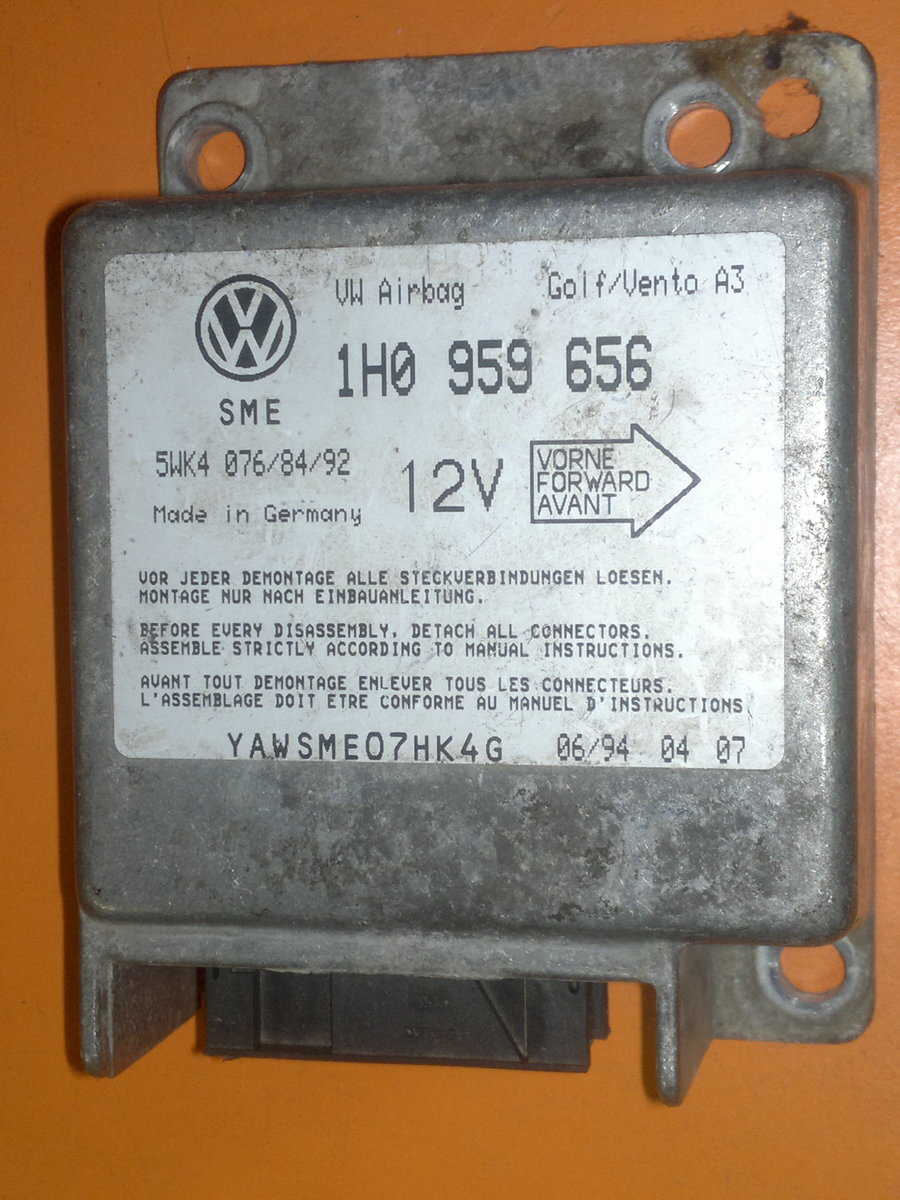 VW Airbag Golf/Vento A3
1H0 959 656
SME
5WK4 076/84/92
12V
VORNE
FORWARD
AVANT
Made in Germany
VOR JEDER DEMONTAGE ALLE STECKVERBINDUNGEN LOESEN.
MONTAGE NUR NACH EINBAUANLEITUNG.
BEFORE EVERY DISASSEMBLY, DETACH ALL CONNECTORS.
ASSEMBLE STRICTLY ACCORDING TO MANUAL INSTRUCTIONS.
AVANT TOUT DEMONTAGE ENLEVER TOUS LES CONNECTEURS.
L'ASSEMBLAGE DOIT ETRE CONFORME AU MANUEL D'INSTRUCTIONS
YAWSME07HK4G 06/94 04 07